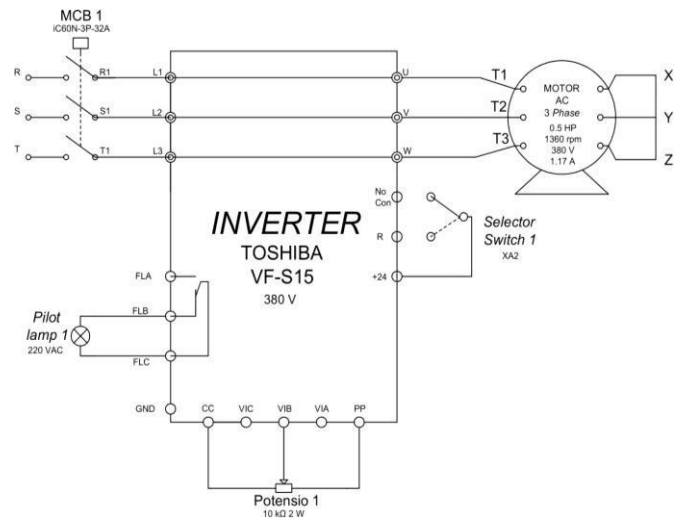 MCB 1
iC60N-3P-32A
R
R1
L1
U
T1
S
S1
L2
V
T2
T
T1
L3
W
T3
MOTOR
AC
3 Phase
0.5 HP
1360 rpm
380 V
1.17 A
X
Y
Z
No
Con
R
+24
Selector
Switch 1
XA2
INVERTER
TOSHIBA
VF-S15
380 V
FLA
FLB
FLC
Pilot
lamp 1
220 VAC
GND
CC
VIC
VIB
VIA
PP
Potensio 1
10 kΩ 2 W